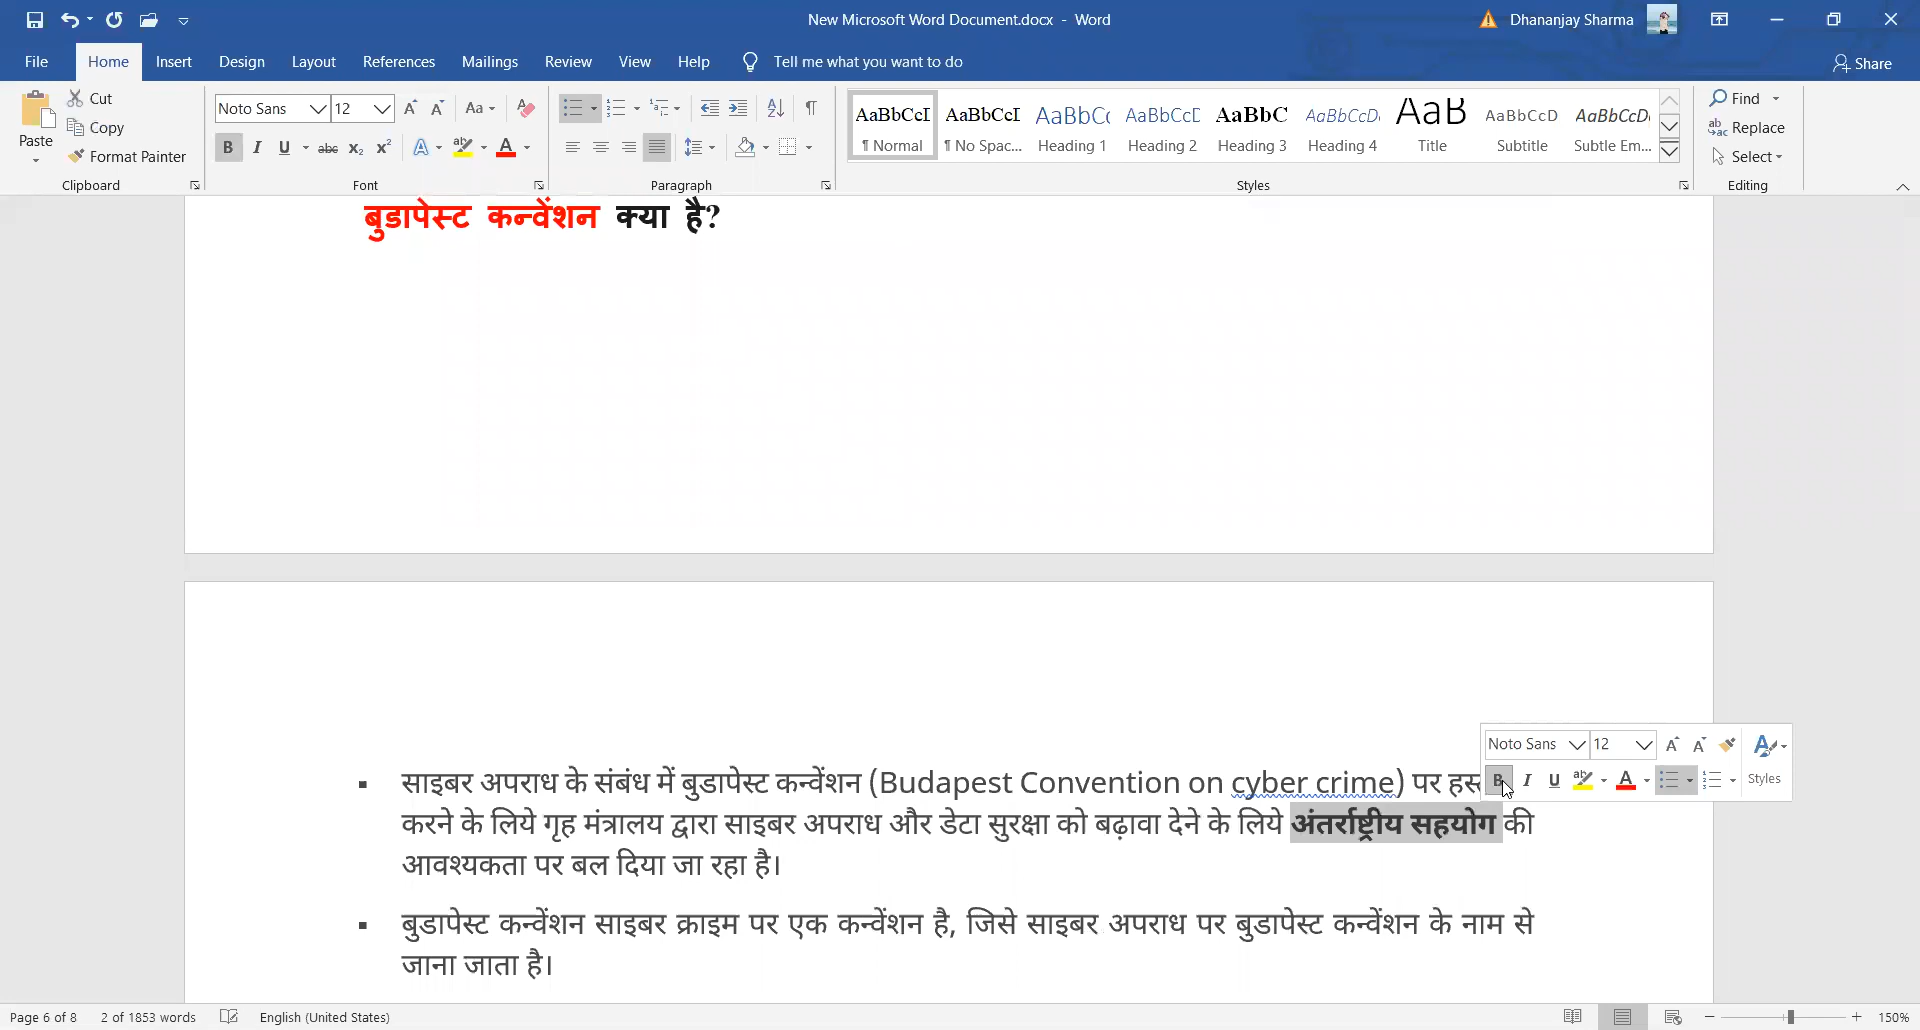 New Microsoft Word Document.docx - Word
Dhananjay Sharma
File Home Insert Design Layout References Mailings Review View Help Tell me what you want to do
Share
Paste
Cut
Copy
Format Painter
Clipboard
Noto Sans 12
Font
Paragraph
AaBbCcI AaBbCcI AaBbCc AaBbCcD AaBbC AaBbCcD AaB AaBbCcD AaBbCcD
¶ Normal ¶ No Spac... Heading 1 Heading 2 Heading 3 Heading 4 Title Subtitle Subtle Em...
Styles
Find
Replace
Select
Editing
बुडापेस्ट कन्वेंशन क्या है?
Noto Sans 12
Styles
साइबर अपराध के संबंध में बुडापेस्ट कन्वेंशन (Budapest Convention on cyber crime) पर
करने के लिये गृह मंत्रालय द्वारा साइबर अपराध और डेटा सुरक्षा को बढ़ावा देने के लिये अंतर्राष्ट्रीय सहयोग की
आवश्यकता पर बल दिया जा रहा है।
बुडापेस्ट कन्वेंशन साइबर क्राइम पर एक कन्वेंशन है, जिसे साइबर अपराध पर बुडापेस्ट कन्वेंशन के नाम से
जाना जाता है।
Page 6 of 8 2 of 1853 words English (United States) 150%